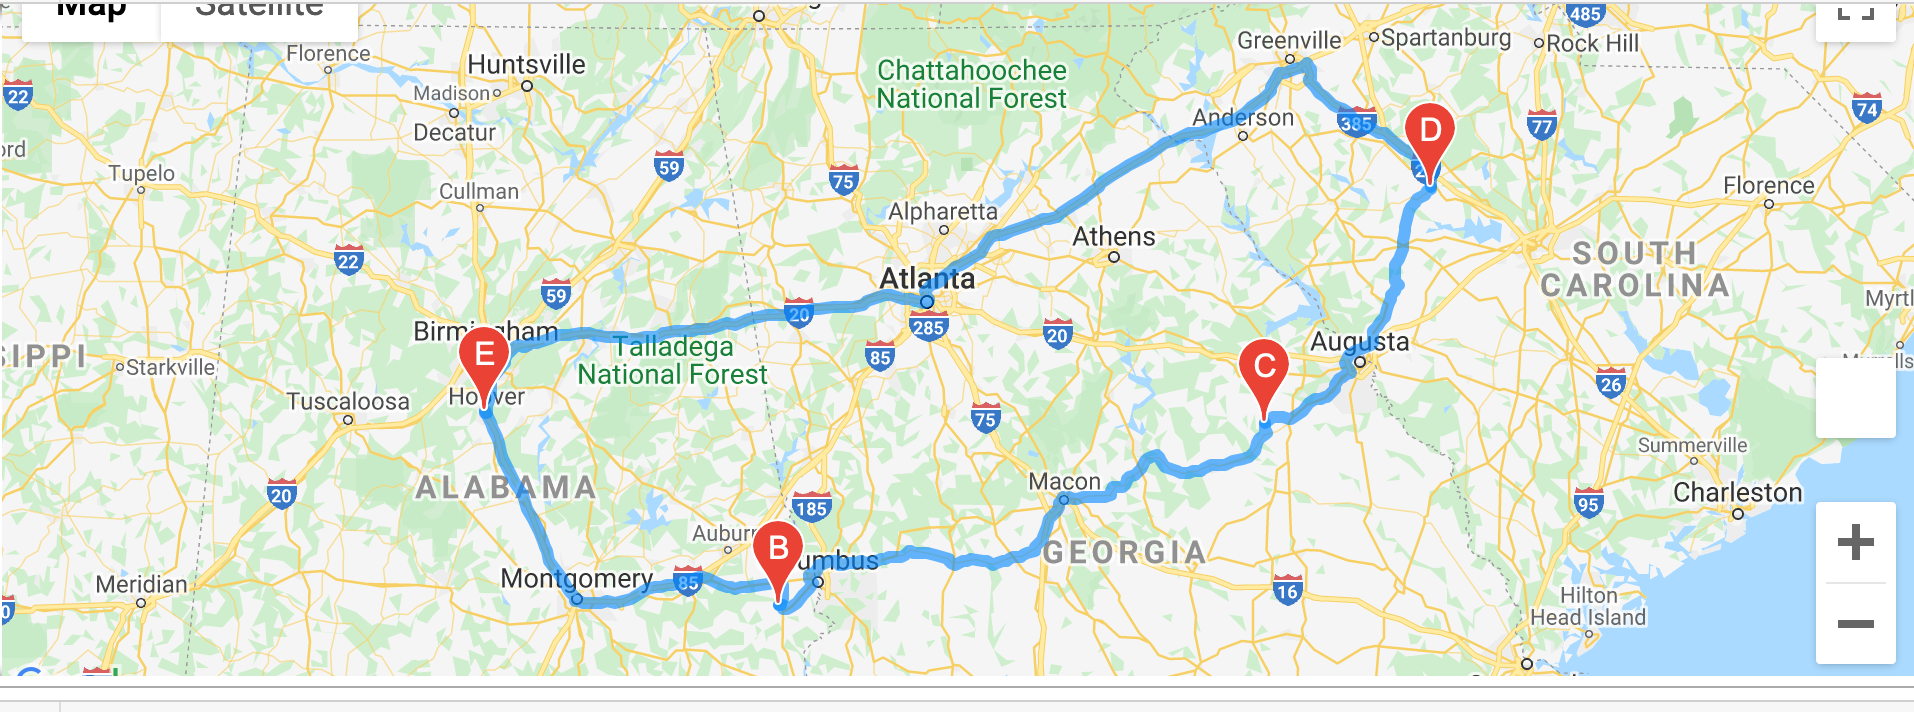 Map
Satellite
485
Florence
Huntsville
Greenville
Spartanburg
Rock Hill
Chattahoochee
National Forest
22
Madison
Decatur
Anderson
385
77
74
D
ord
Tupelo
59
75
Cullman
Florence
Alpharetta
Athens
22
59
Atlanta
SOUTH
CAROLINA
Myrtl
20
285
20
Birmingham
E
Talladega
National Forest
85
Augusta
SIPPI
Starkville
C
26
Hoover
Tuscaloosa
75
Summerville
ALABAMA
20
Macon
185
95
Charleston
Auburn
B
umbus
GEORGIA
Montgomery
85
Meridian
16
Hilton
Head Island
0